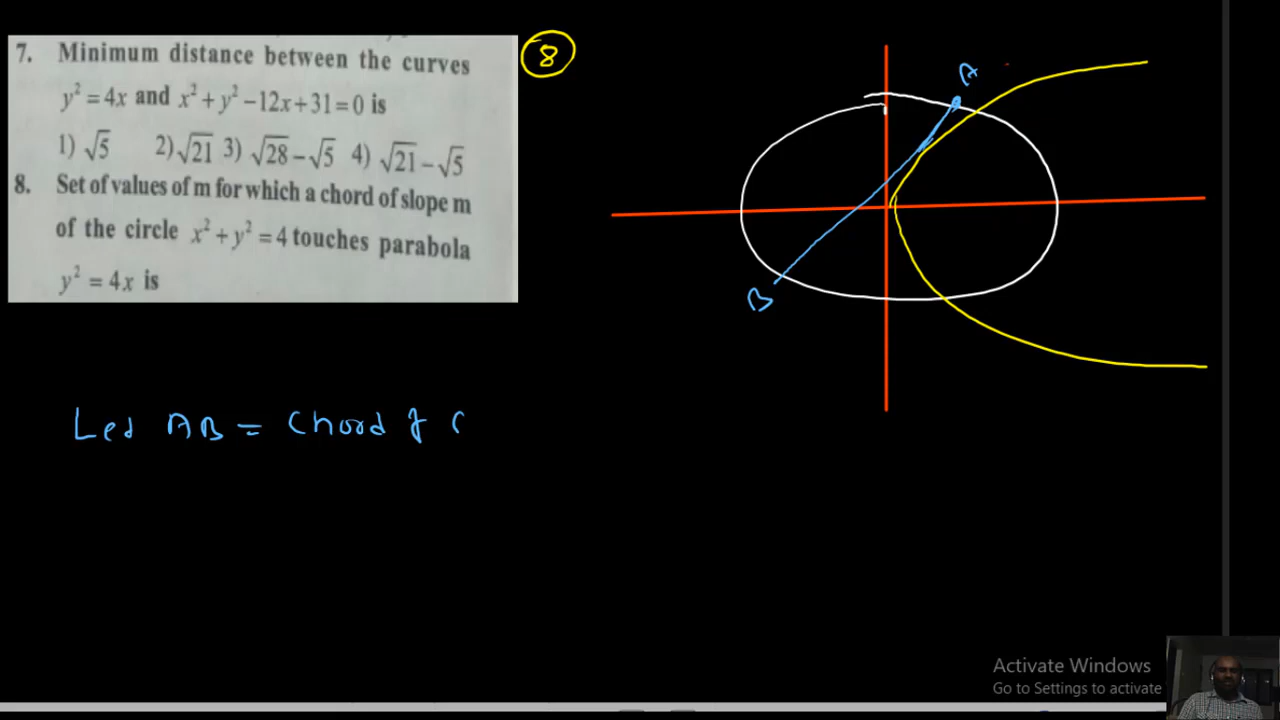 7. Minimum distance between the curves
y² = 4x and x² + y² − 12x + 31 = 0 is
1) √5 2) √21 3) √28 − √5 4) √21 − √5
8. Set of values of m for which a chord of slope m
of the circle x² + y² = 4 touches parabola
y² = 4x is
8
A
B
Let AB = Chord of C
Activate Windows
Go to Settings to activate